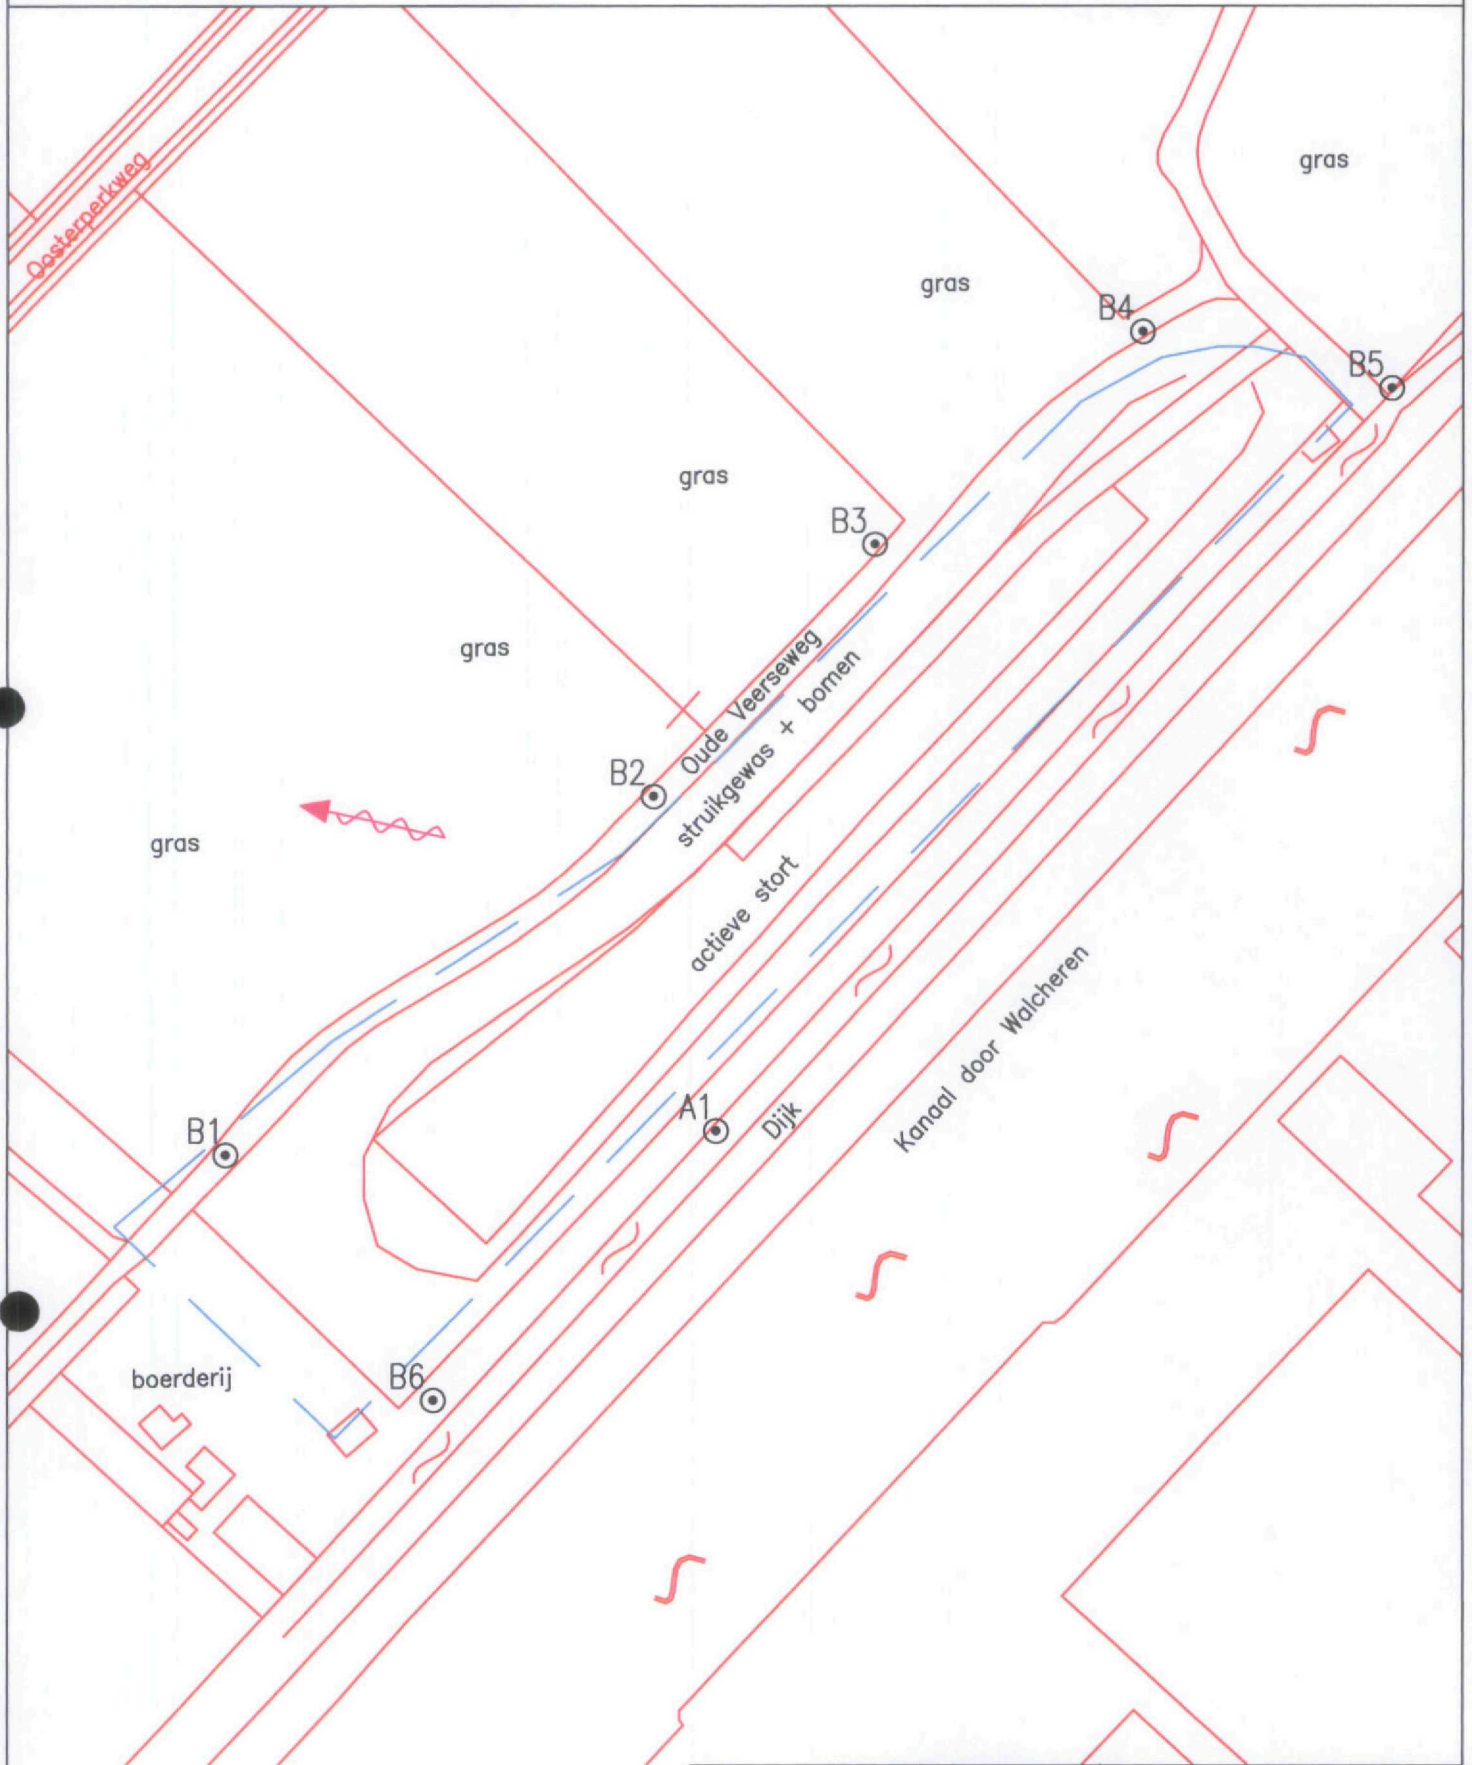 Oosterperkweg
gras
gras
B4
B5
gras
B3
gras
Oude Veerseweg
struikgewas + bomen
B2
gras
actieve stort
Kanaal door Walcheren
A1
Dijk
B1
boerderij
B6